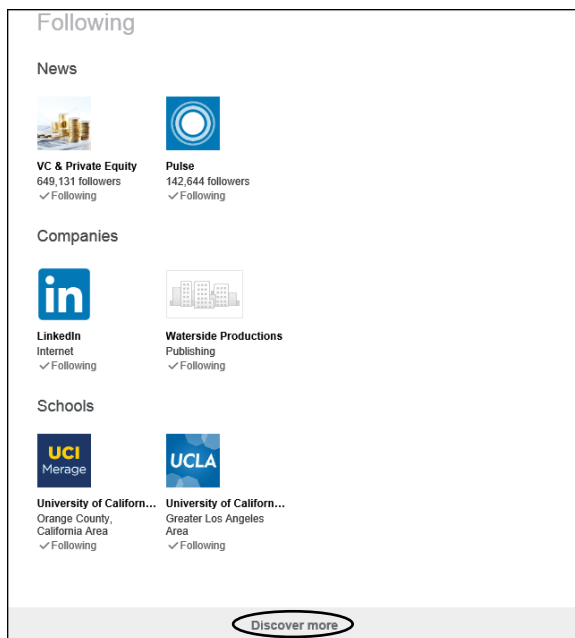 Following
News
VC & Private Equity
649,131 followers
Following
Pulse
142,644 followers
Following
Companies
in
LinkedIn
Internet
Following
Waterside Productions
Publishing
Following
Schools
UCI
Merage
University of Californ...
Orange County,
California Area
Following
UCLA
University of Californ...
Greater Los Angeles
Area
Following
Discover more